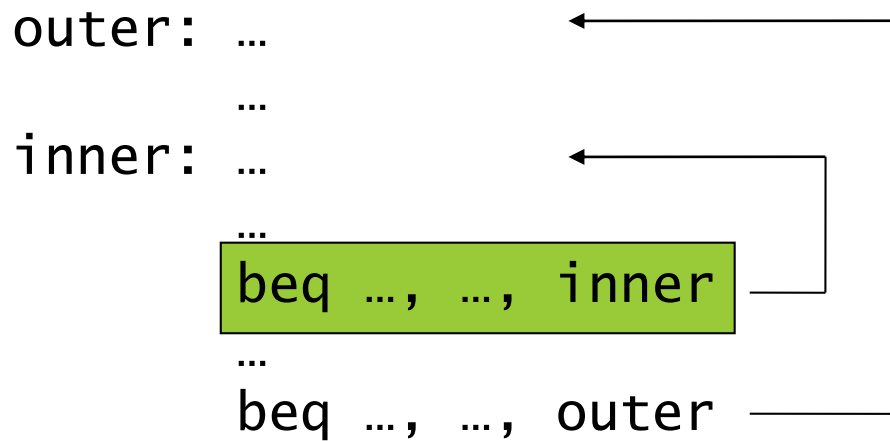 outer: …
…
inner: …
…
beq …, …, inner
…
beq …, …, outer